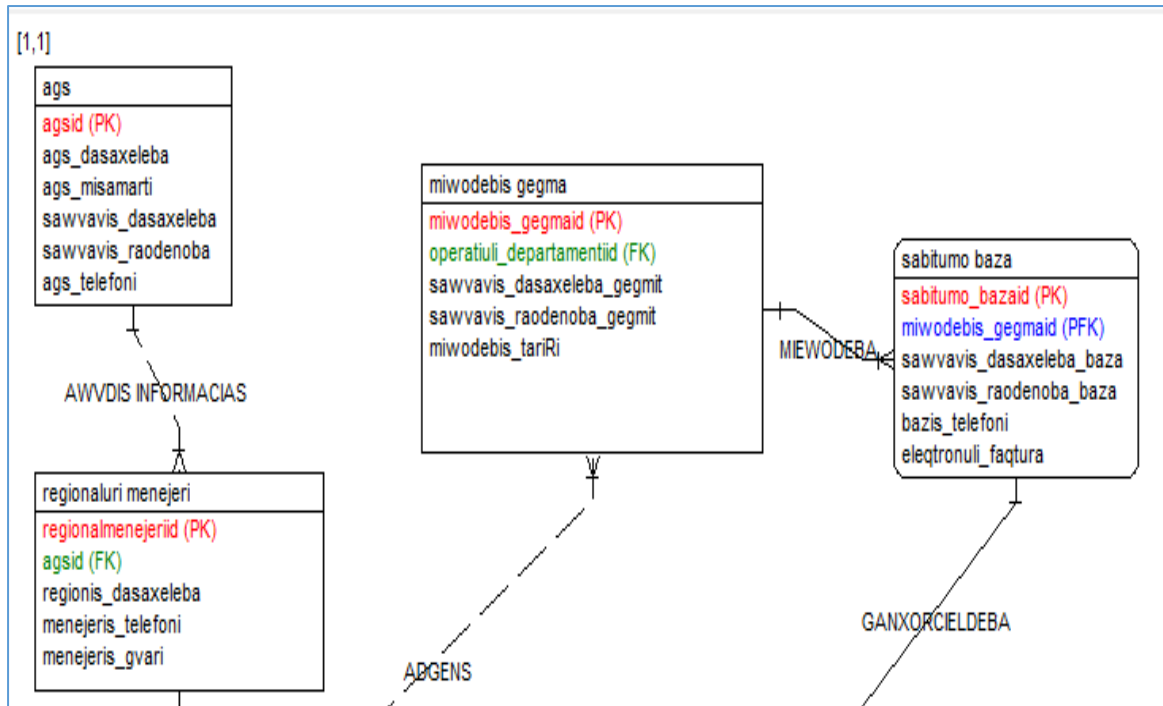 [1,1]
ags
agsid (PK)
ags_dasaxeleba
ags_misamarti
sawvavis_dasaxeleba
sawvavis_raodenoba
ags_telefoni
AWVDIS INFORMACIAS
regionaluri menejeri
regionalmenejeriid (PK)
agsid (FK)
regionis_dasaxeleba
menejeris_telefoni
menejeris_gvari
miwodebis gegma
miwodebis_gegmaid (PK)
operatiuli_departamentiid (FK)
sawvavis_dasaxeleba_gegmit
sawvavis_raodenoba_gegmit
miwodebis_tariRi
ADGENS
MIEWODEBA
sabitumo baza
sabitumo_bazaid (PK)
miwodebis_gegmaid (PFK)
sawvavis_dasaxeleba_baza
sawvavis_raodenoba_baza
bazis_telefoni
eleqtronuli_faqtura
GANXORCIELDEBA